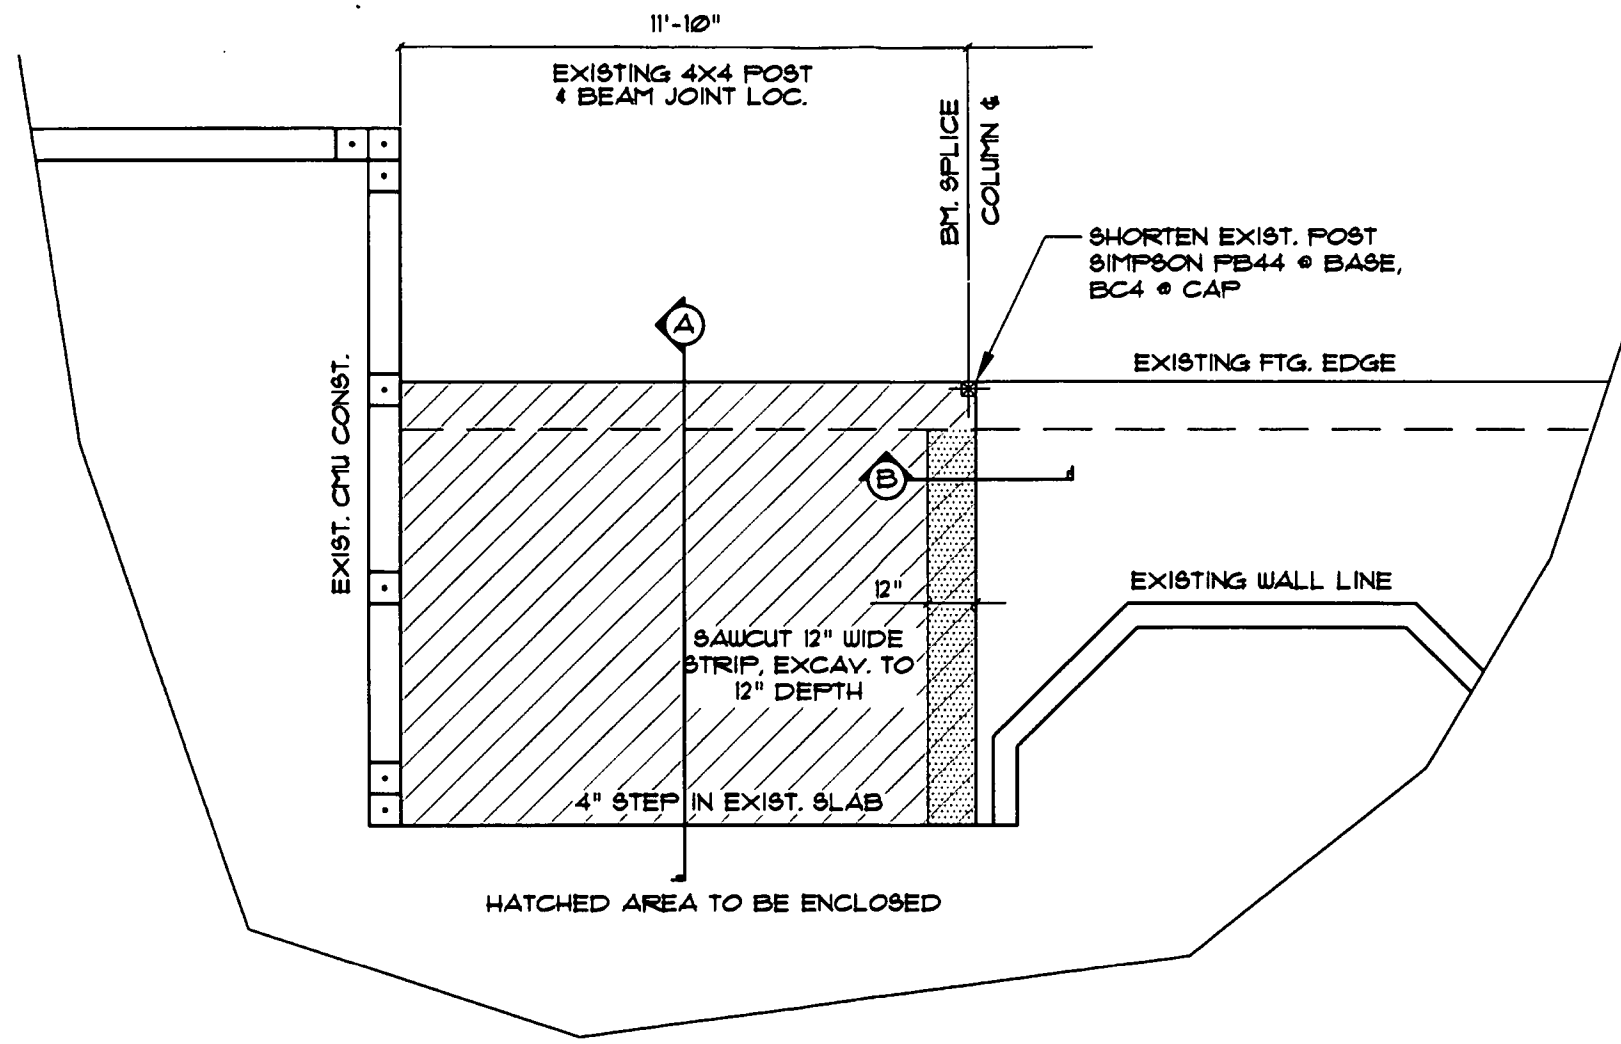 11'-10"
EXISTING 4X4 POST
& BEAM JOINT LOC.
BM. SPLICE
COLUMN ℄
SHORTEN EXIST. POST
SIMPSON PB44 @ BASE,
BC4 @ CAP
A
EXISTING FTG. EDGE
EXIST. CMU CONST.
B
12"
EXISTING WALL LINE
SAWCUT 12" WIDE
STRIP, EXCAV. TO
12" DEPTH
4" STEP IN EXIST. SLAB
HATCHED AREA TO BE ENCLOSED